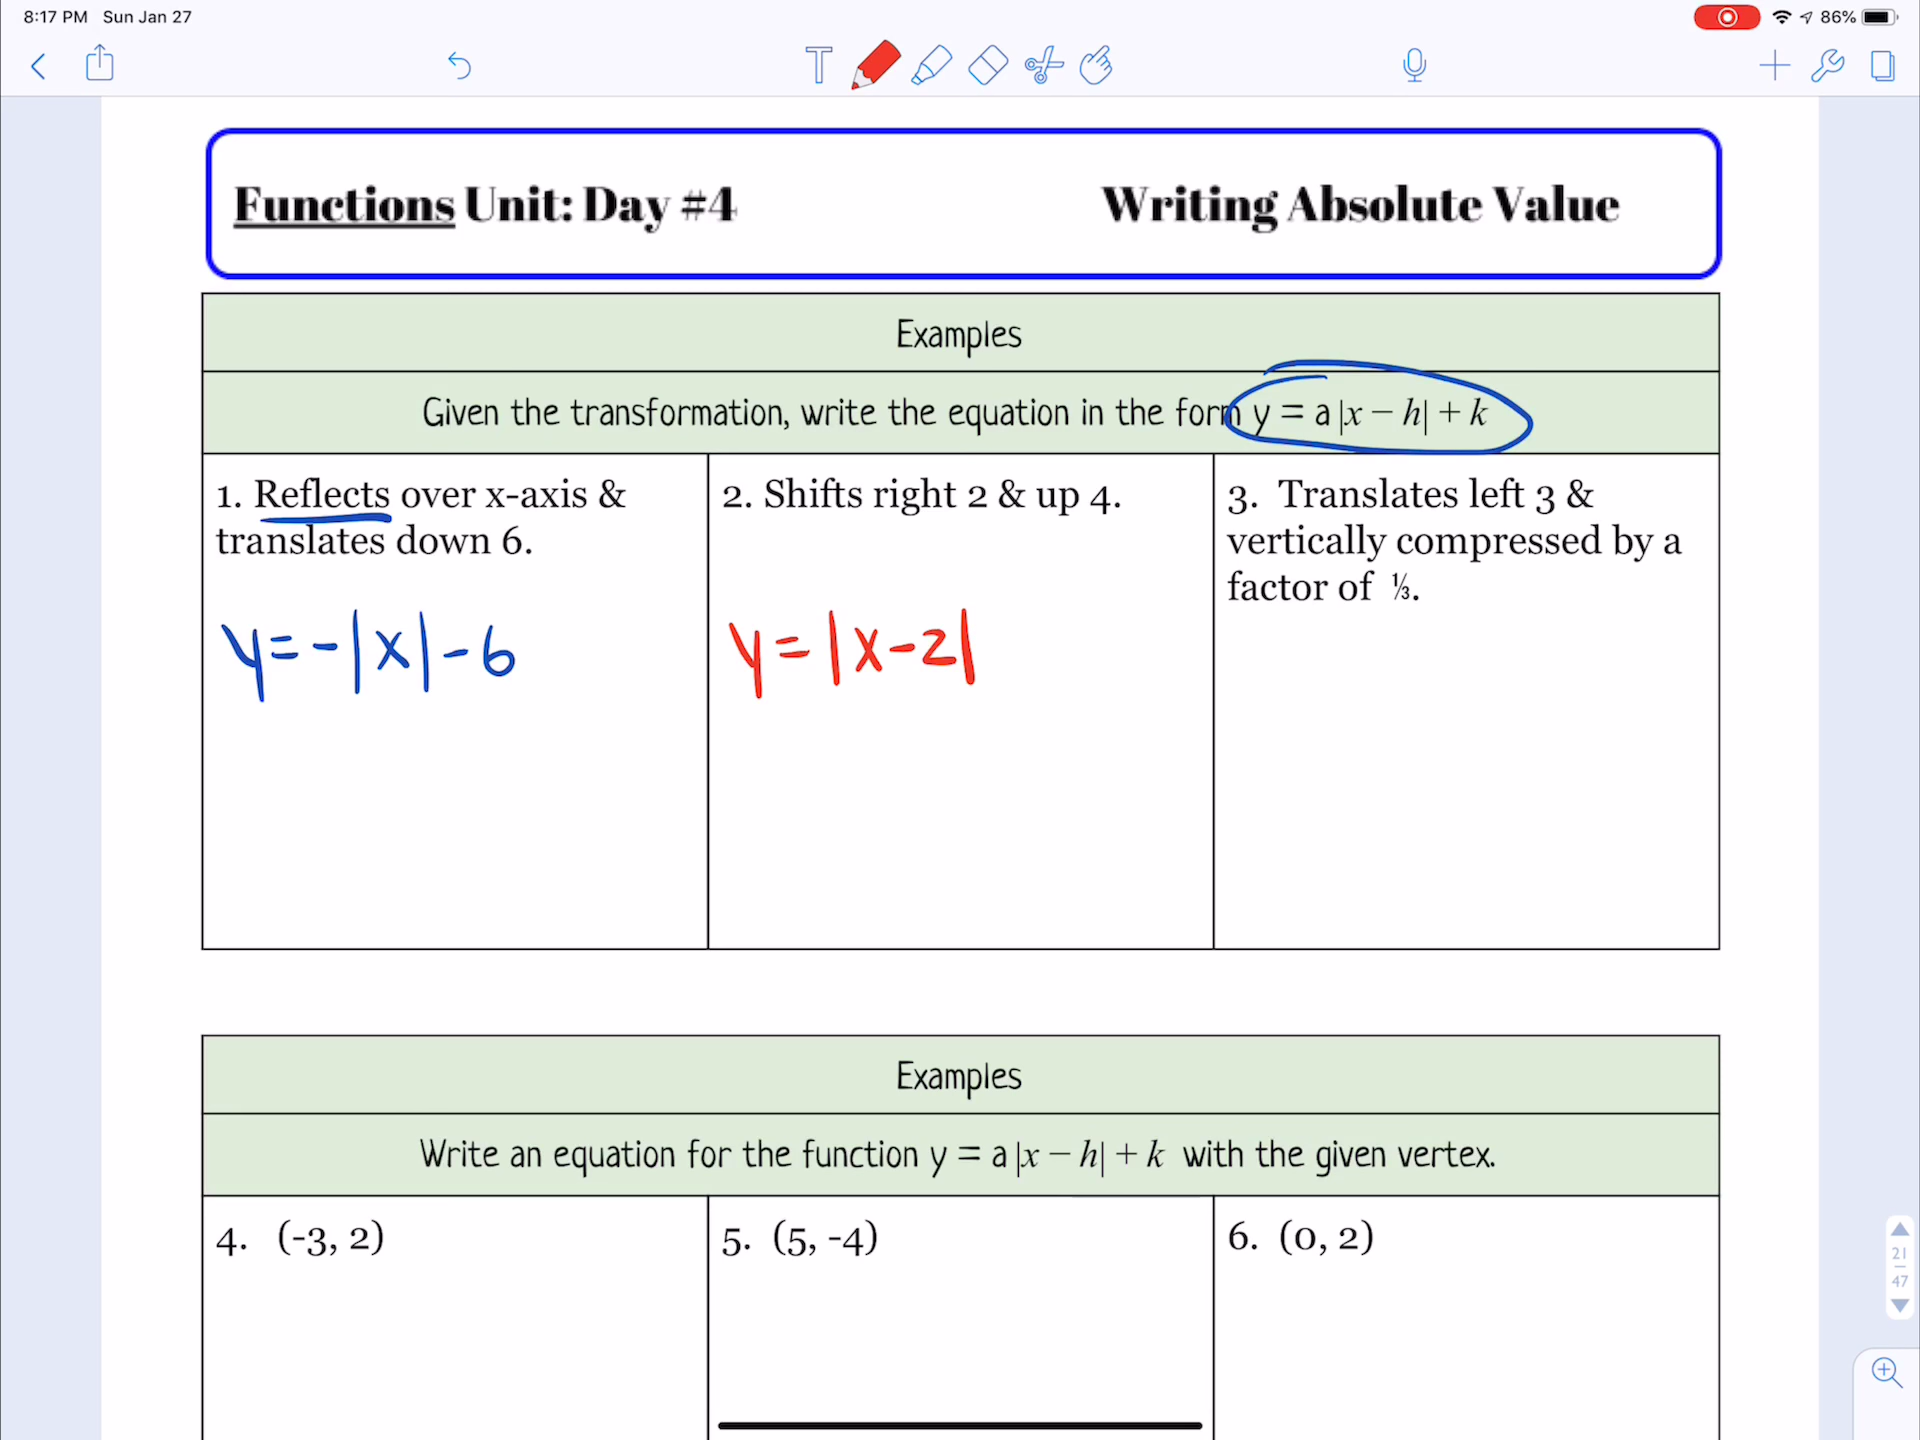 8:17 PM Sun Jan 27
86%
T
Functions Unit: Day #4
Writing Absolute Value
Examples
Given the transformation, write the equation in the form y = a |x − h| + k
1. Reflects over x-axis &
translates down 6.
y = -|x| - 6
2. Shifts right 2 & up 4.
y = |x - 2|
3. Translates left 3 &
vertically compressed by a
factor of ⅓.
Examples
Write an equation for the function y = a |x − h| + k with the given vertex.
4. (-3, 2)
5. (5, -4)
6. (0, 2)
21
47